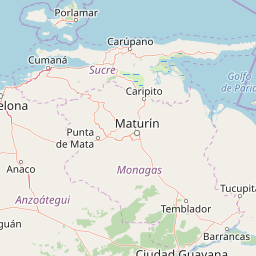 Porlamar
Carúpano
Cumaná
Sucre
Golfo
de Paria
elona
Caripito
Maturín
Punta
de Mata
Anaco
Monagas
Tucupita
Anzoátegui
Temblador
guán
Barrancas
Ciudad Guayana